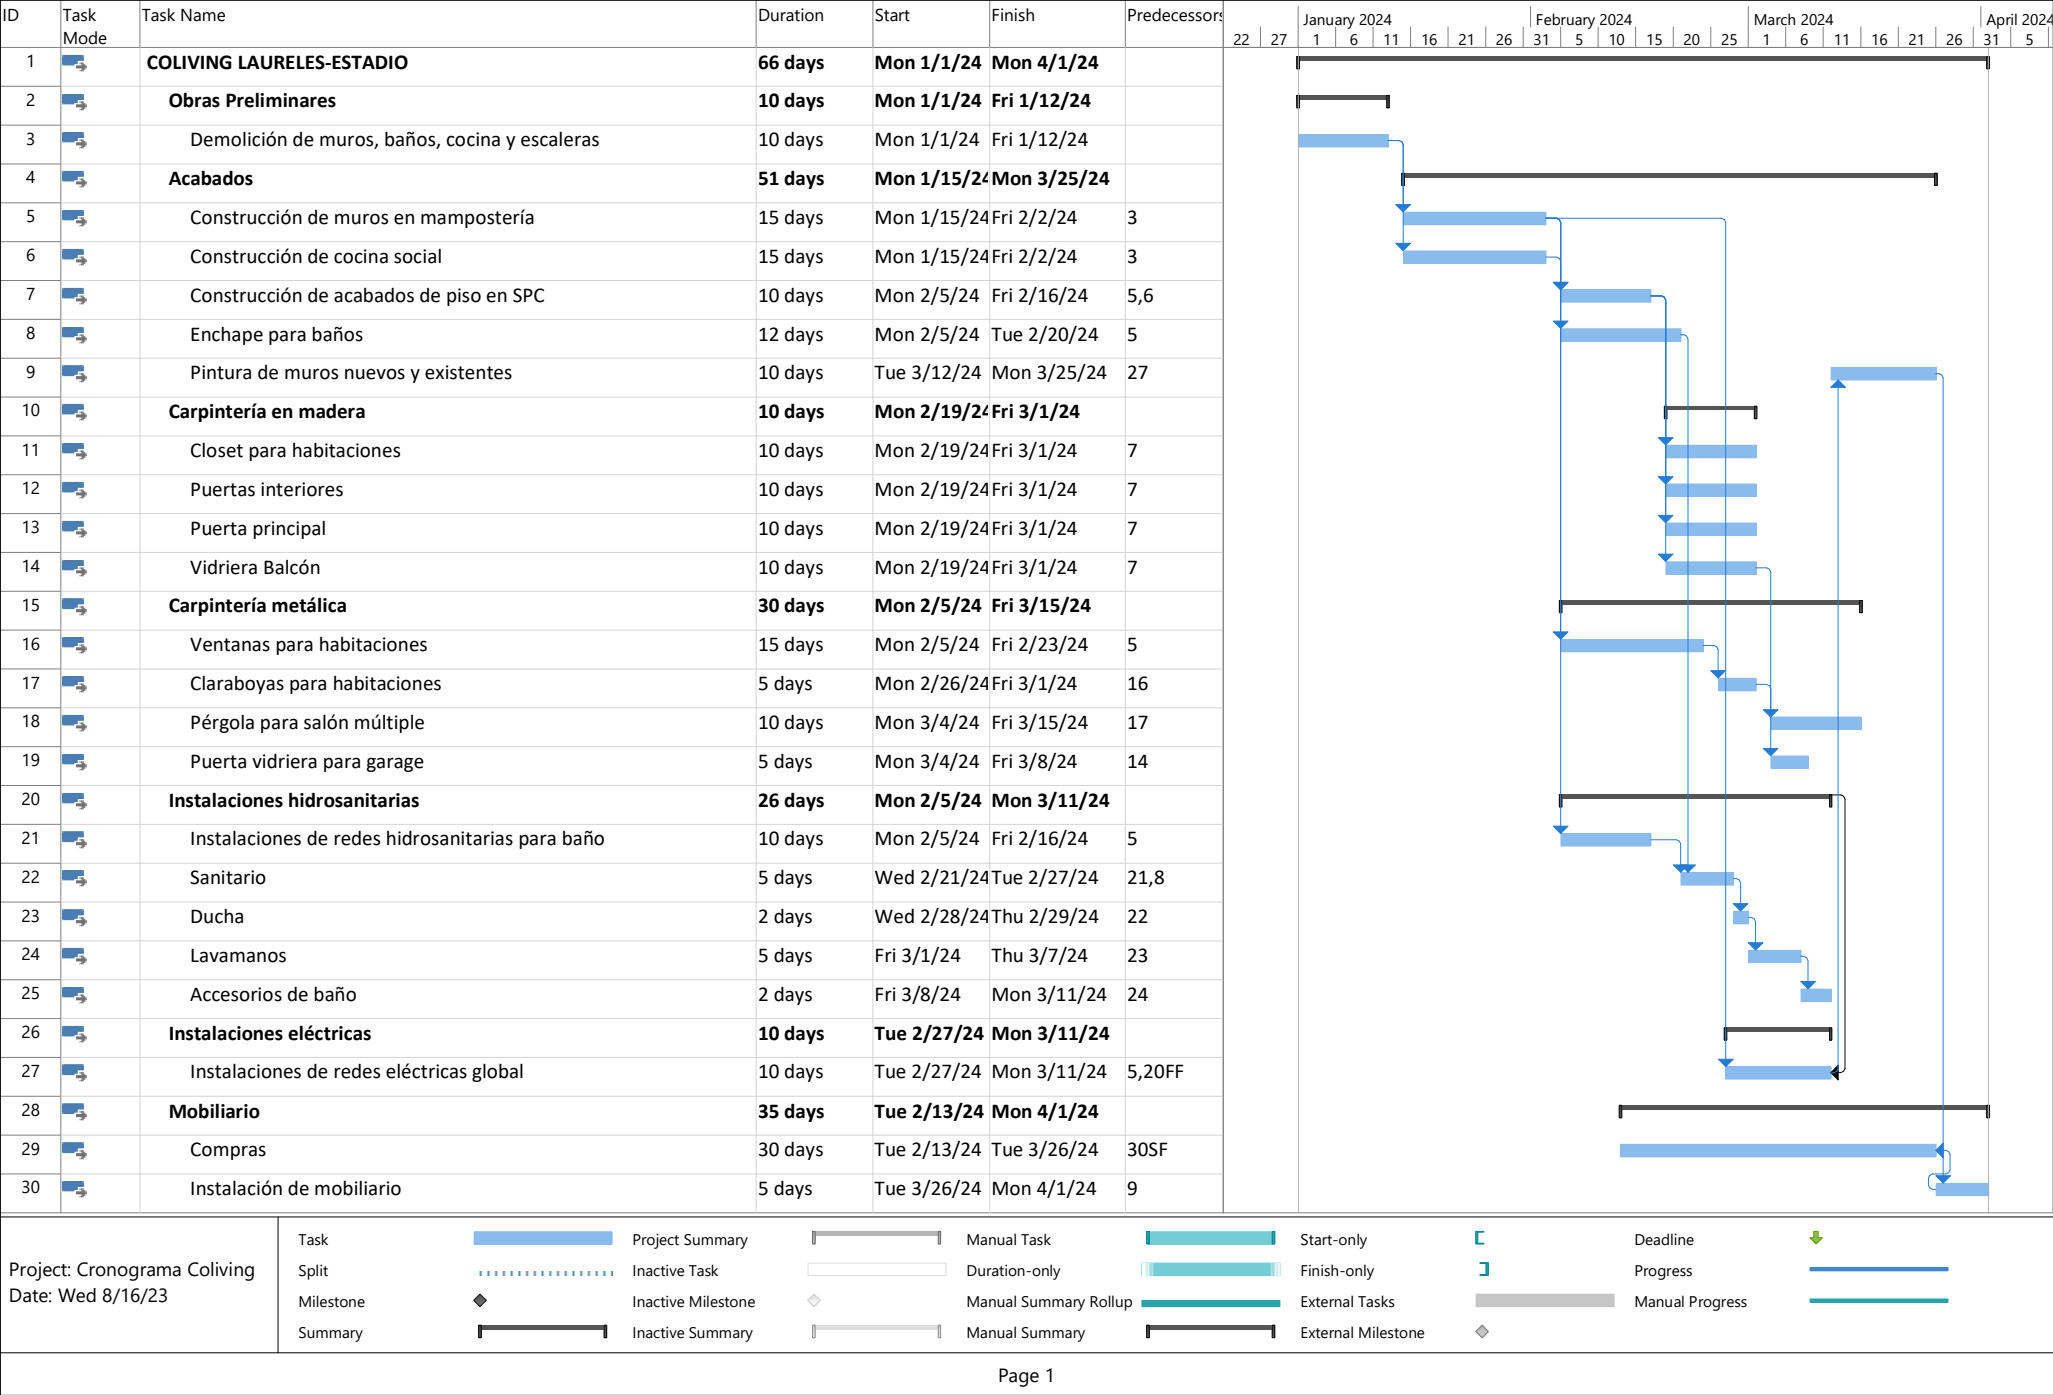 ID Task Mode Task Name Duration Start Finish Predecessors
January 2024 February 2024 March 2024 April 2024
22 27 1 6 11 16 21 26 31 5 10 15 20 25 1 6 11 16 21 26 31 5
1 COLIVING LAURELES-ESTADIO 66 days Mon 1/1/24 Mon 4/1/24
2 Obras Preliminares 10 days Mon 1/1/24 Fri 1/12/24
3 Demolición de muros, baños, cocina y escaleras 10 days Mon 1/1/24 Fri 1/12/24
4 Acabados 51 days Mon 1/15/24 Mon 3/25/24
5 Construcción de muros en mampostería 15 days Mon 1/15/24 Fri 2/2/24 3
6 Construcción de cocina social 15 days Mon 1/15/24 Fri 2/2/24 3
7 Construcción de acabados de piso en SPC 10 days Mon 2/5/24 Fri 2/16/24 5,6
8 Enchape para baños 12 days Mon 2/5/24 Tue 2/20/24 5
9 Pintura de muros nuevos y existentes 10 days Tue 3/12/24 Mon 3/25/24 27
10 Carpintería en madera 10 days Mon 2/19/24 Fri 3/1/24
11 Closet para habitaciones 10 days Mon 2/19/24 Fri 3/1/24 7
12 Puertas interiores 10 days Mon 2/19/24 Fri 3/1/24 7
13 Puerta principal 10 days Mon 2/19/24 Fri 3/1/24 7
14 Vidriera Balcón 10 days Mon 2/19/24 Fri 3/1/24 7
15 Carpintería metálica 30 days Mon 2/5/24 Fri 3/15/24
16 Ventanas para habitaciones 15 days Mon 2/5/24 Fri 2/23/24 5
17 Claraboyas para habitaciones 5 days Mon 2/26/24 Fri 3/1/24 16
18 Pérgola para salón múltiple 10 days Mon 3/4/24 Fri 3/15/24 17
19 Puerta vidriera para garage 5 days Mon 3/4/24 Fri 3/8/24 14
20 Instalaciones hidrosanitarias 26 days Mon 2/5/24 Mon 3/11/24
21 Instalaciones de redes hidrosanitarias para baño 10 days Mon 2/5/24 Fri 2/16/24 5
22 Sanitario 5 days Wed 2/21/24 Tue 2/27/24 21,8
23 Ducha 2 days Wed 2/28/24 Thu 2/29/24 22
24 Lavamanos 5 days Fri 3/1/24 Thu 3/7/24 23
25 Accesorios de baño 2 days Fri 3/8/24 Mon 3/11/24 24
26 Instalaciones eléctricas 10 days Tue 2/27/24 Mon 3/11/24
27 Instalaciones de redes eléctricas global 10 days Tue 2/27/24 Mon 3/11/24 5,20FF
28 Mobiliario 35 days Tue 2/13/24 Mon 4/1/24
29 Compras 30 days Tue 2/13/24 Tue 3/26/24 30SF
30 Instalación de mobiliario 5 days Tue 3/26/24 Mon 4/1/24 9
Project: Cronograma Coliving
Date: Wed 8/16/23
Task Project Summary Manual Task Start-only Deadline
Split Inactive Task Duration-only Finish-only Progress
Milestone Inactive Milestone Manual Summary Rollup External Tasks Manual Progress
Summary Inactive Summary Manual Summary External Milestone
Page 1